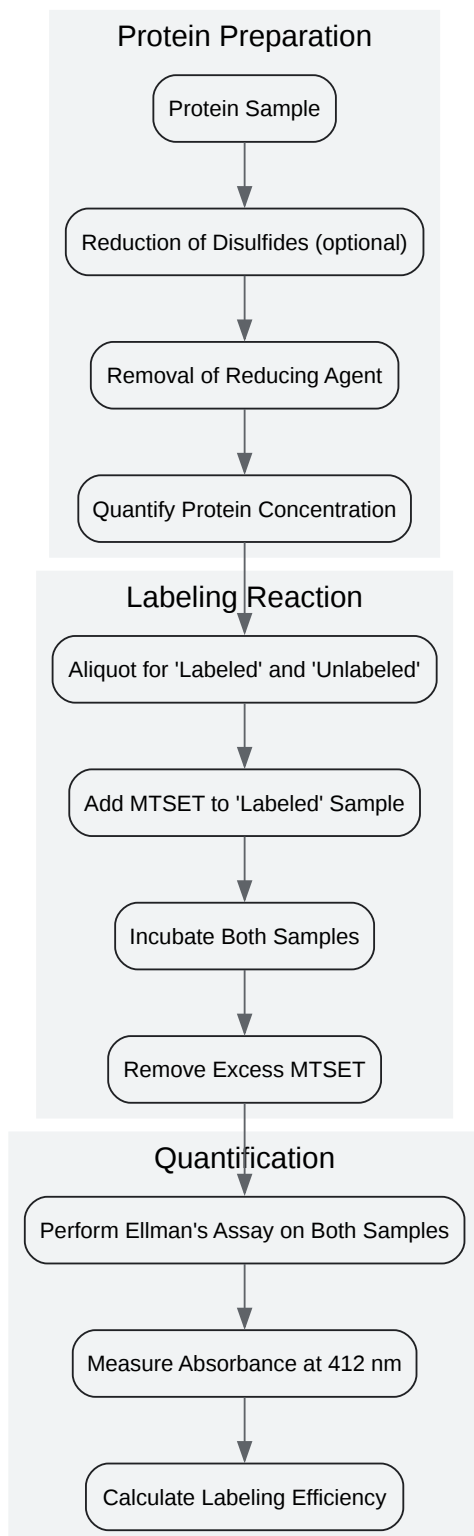 Protein Preparation
Protein Sample
Reduction of Disulfides (optional)
Removal of Reducing Agent
Quantify Protein Concentration
Labeling Reaction
Aliquot for 'Labeled' and 'Unlabeled'
Add MTSET to 'Labeled' Sample
Incubate Both Samples
Remove Excess MTSET
Quantification
Perform Ellman's Assay on Both Samples
Measure Absorbance at 412 nm
Calculate Labeling Efficiency